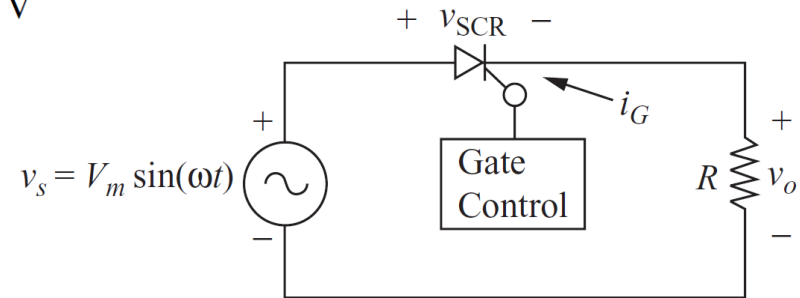 V
+ v_SCR −
i_G
+
v_s = V_m sin(ωt)
−
Gate
Control
R
+
v_o
−